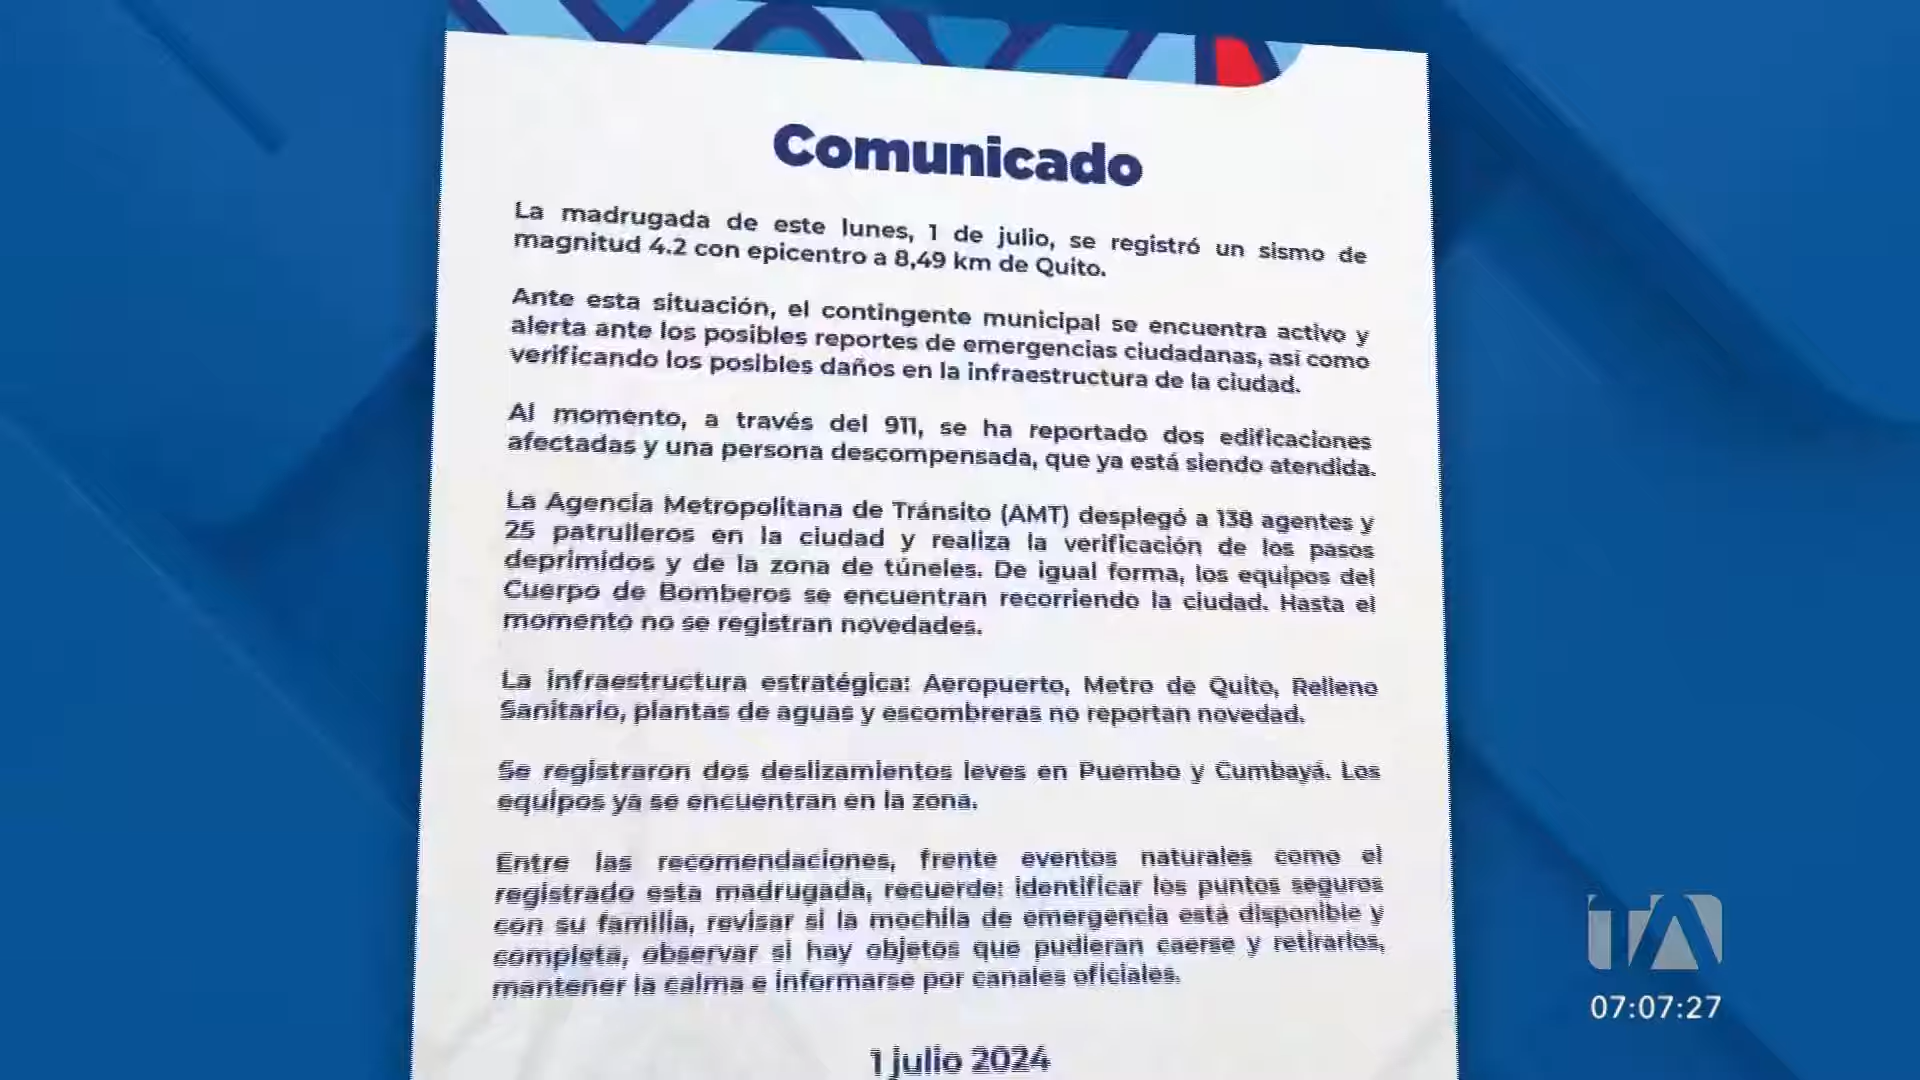 Comunicado
La madrugada de este lunes, 1 de julio, se registró un sismo de
magnitud 4.2 con epicentro a 8,49 km de Quito.
Ante esta situación, el contingente municipal se encuentra activo y
alerta ante los posibles reportes de emergencias ciudadanas, así como
verificando los posibles daños en la infraestructura de la ciudad.
Al momento, a través del 911, se ha reportado dos edificaciones
afectadas y una persona descompensada, que ya está siendo atendida.
La Agencia Metropolitana de Tránsito (AMT) desplegó a 138 agentes y
25 patrulleros en la ciudad y realiza la verificación de los pasos
deprimidos y de la zona de túneles. De igual forma, los equipos del
Cuerpo de Bomberos se encuentran recorriendo la ciudad. Hasta el
momento no se registran novedades.
La infraestructura estratégica: Aeropuerto, Metro de Quito, Relleno
Sanitario, plantas de aguas y escombreras no reportan novedad.
Se registraron dos deslizamientos leves en Puembo y Cumbayá. Los
equipos ya se encuentran en la zona.
Entre las recomendaciones, frente eventos naturales como el
registrado esta madrugada, recuerde: identificar los puntos seguros
con su familia, revisar si la mochila de emergencia está disponible y
completa, observar si hay objetos que pudieran caerse y retirarlos,
mantener la calma e informarse por canales oficiales.
1 julio 2024
TA
07:07:27